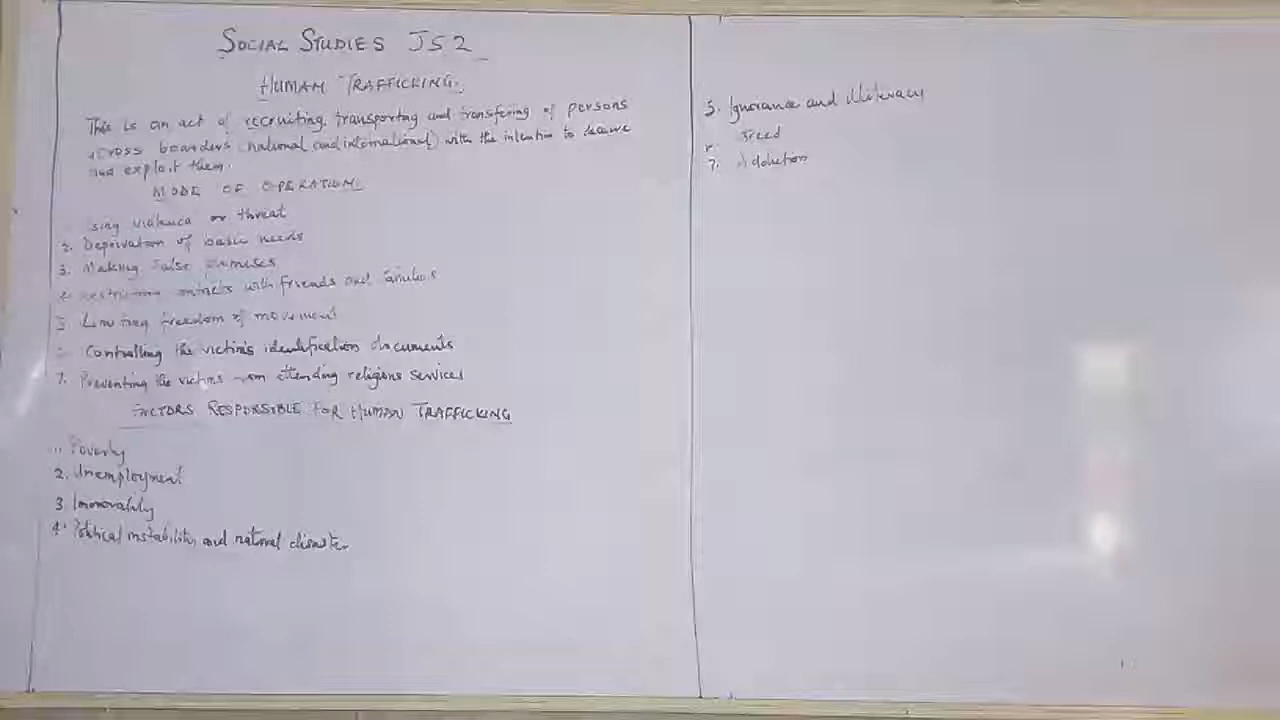 SOCIAL STUDIES JS 2
HUMAN TRAFFICKING.
This is an act of recruiting, transporting and transfering of persons
across boarders (national and international) with the intention to
and exploit them.
MODE OF OPERATION
sing violence or threat
2. Deprivation of basic needs
3. Making false promises
restricting contacts with friends and families
5. Limiting freedom of movement
Controlling the victim's identification documents
7. Preventing the victims from attending religious services
FACTORS RESPONSIBLE FOR HUMAN TRAFFICKING
1. Poverty
2. Unemployment
3. Immorality
4. Political instability and natural disaster
5. Ignorance and illiteracy
Greed
7. Abduction